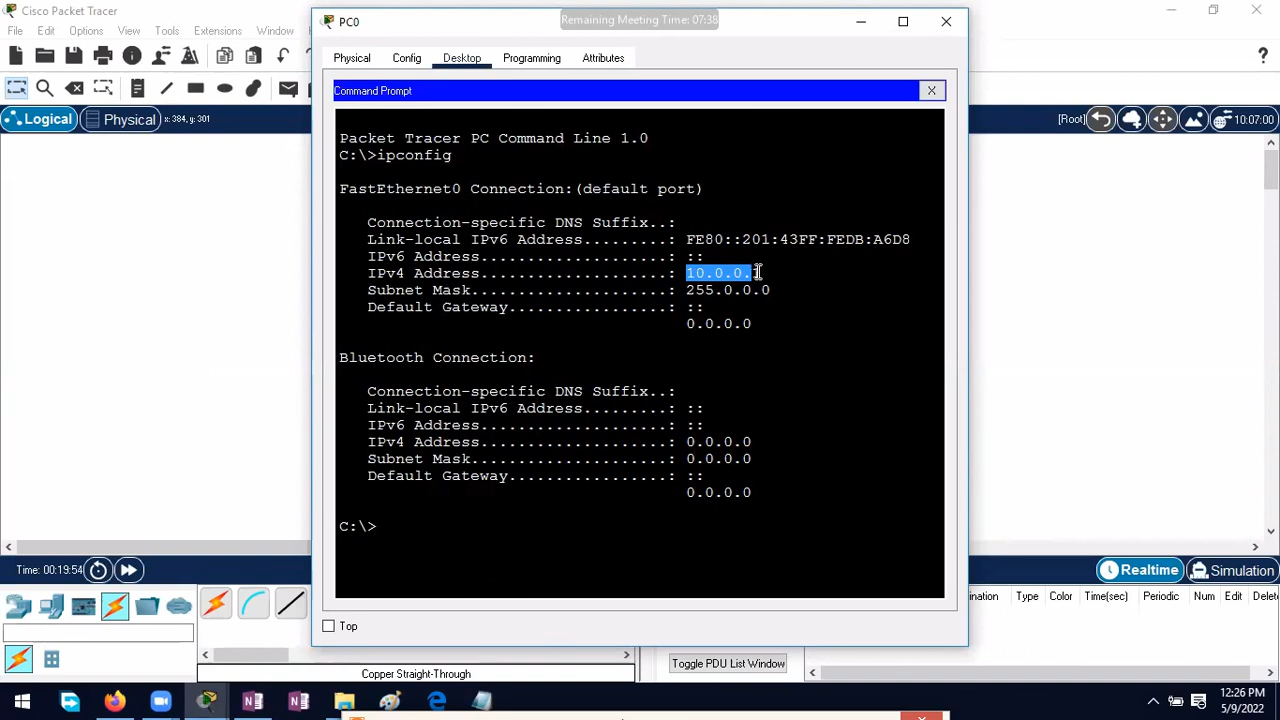 Cisco Packet Tracer
PC0
Remaining Meeting Time: 07:38
File Edit Options View Tools Extensions Window
Physical Config Desktop Programming Attributes
Command Prompt
X
Logical Physical x: 384, y: 301
[Root] 10:07:00
Packet Tracer PC Command Line 1.0
C:\>ipconfig
FastEthernet0 Connection:(default port)
Connection-specific DNS Suffix..:
Link-local IPv6 Address.........: FE80::201:43FF:FEDB:A6D8
IPv6 Address....................: ::
IPv4 Address....................: 10.0.0.
Subnet Mask.....................: 255.0.0.0
Default Gateway.................: ::
0.0.0.0
Bluetooth Connection:
Connection-specific DNS Suffix..:
Link-local IPv6 Address.........: ::
IPv6 Address....................: ::
IPv4 Address....................: 0.0.0.0
Subnet Mask.....................: 0.0.0.0
Default Gateway.................: ::
0.0.0.0
C:\>
Time: 00:19:54
Realtime Simulation
ination Type Color Time(sec) Periodic Num Edit Delet
Top
Toggle PDU List Window
Copper Straight-Through
12:26 PM
5/9/2022